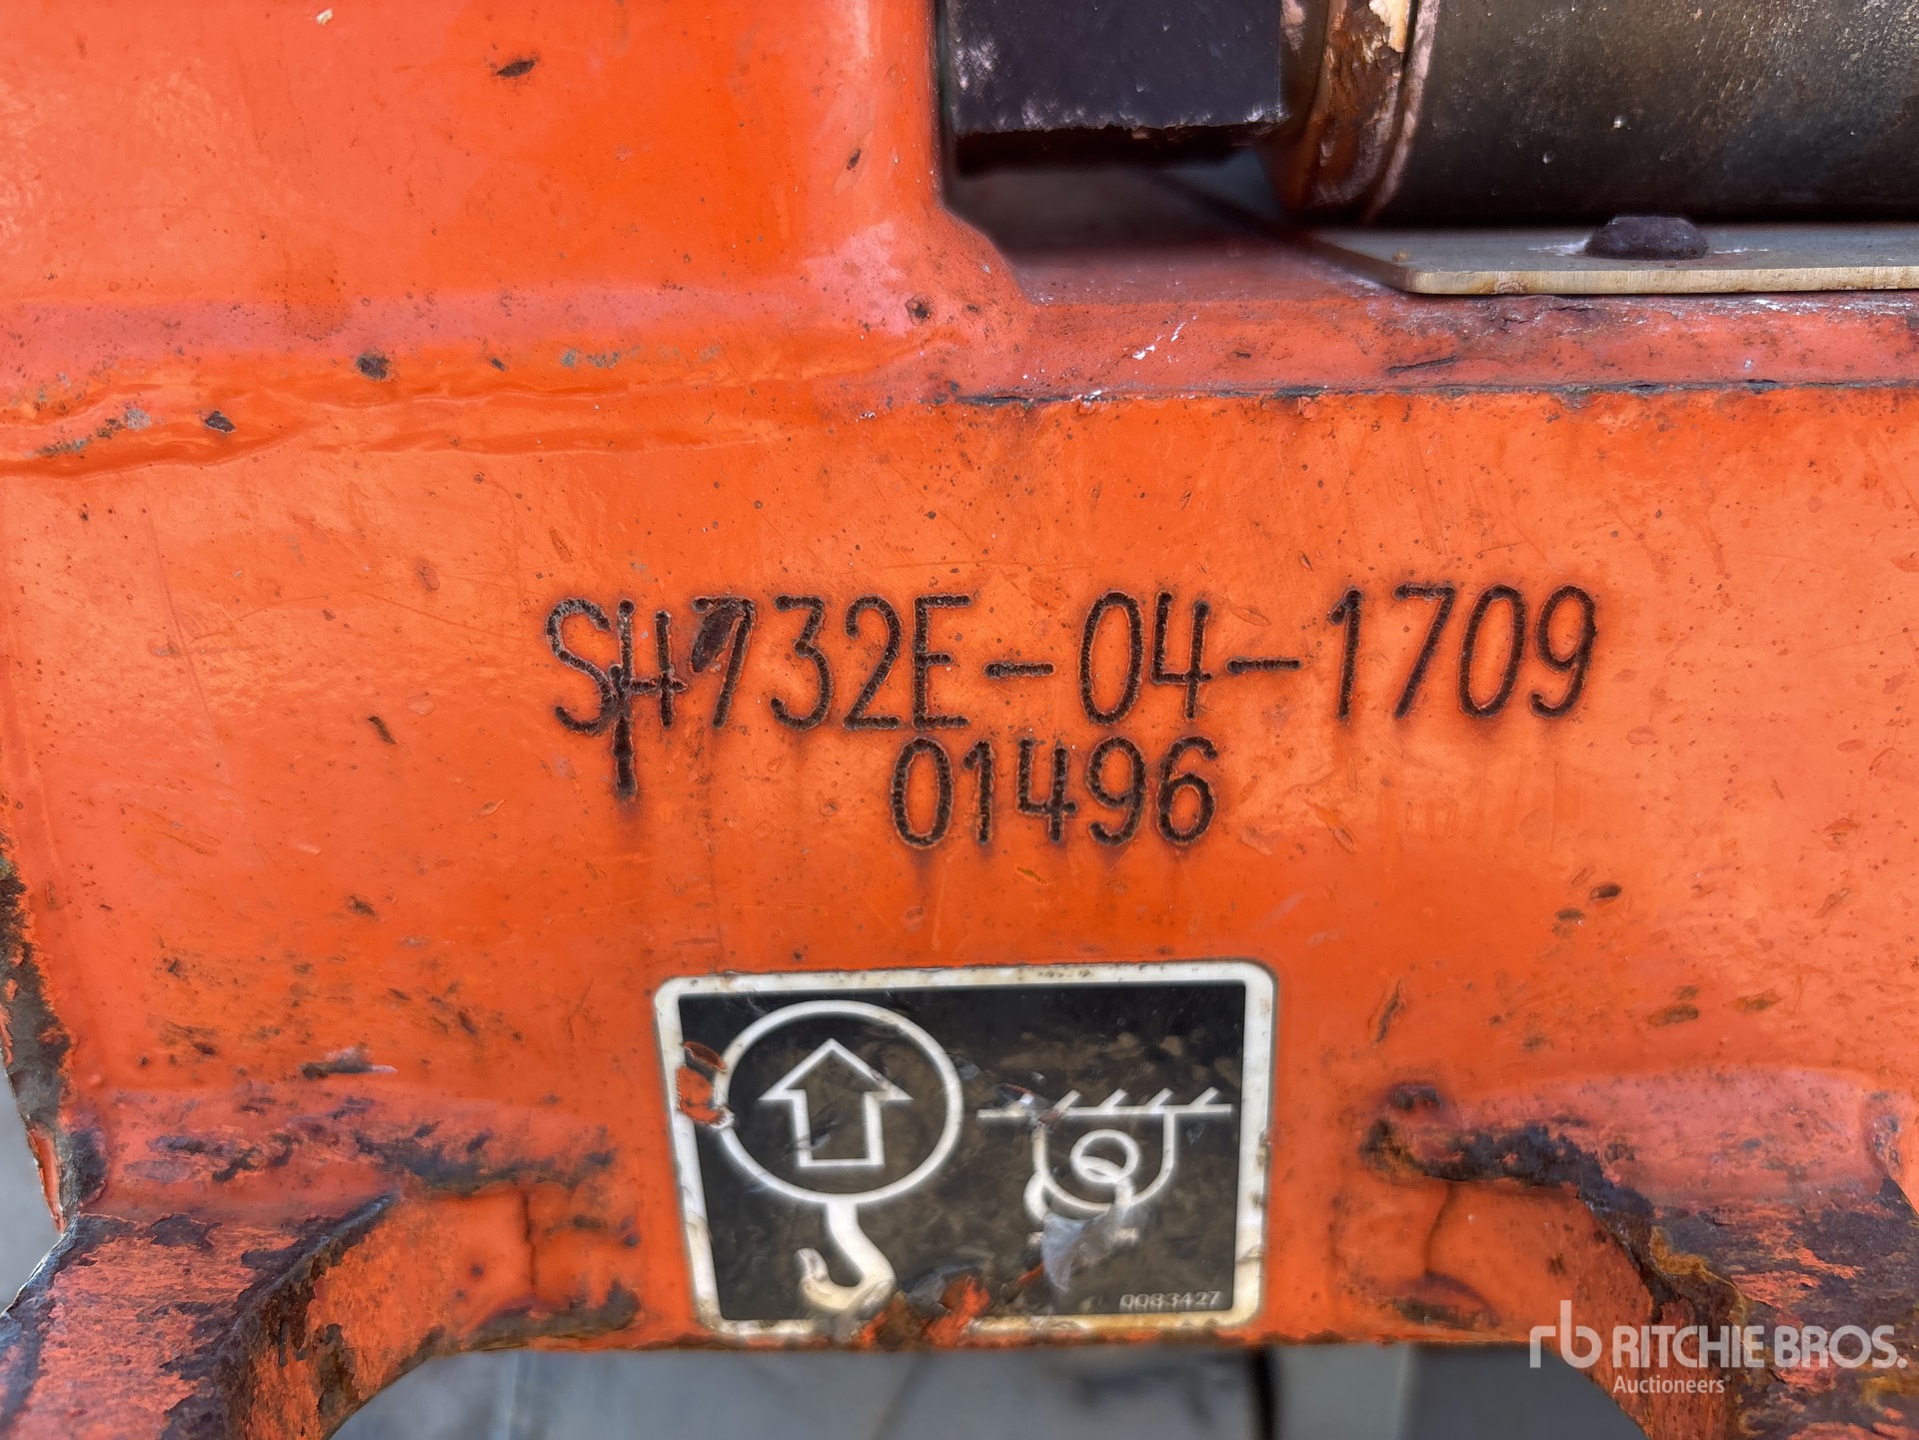 SH732E-04-1709
01496
0083427
rb RITCHIE BROS.
Auctioneers